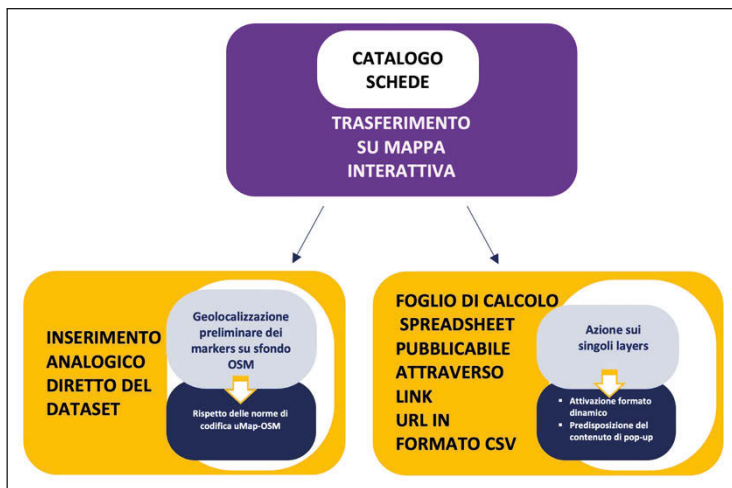 CATALOGO
SCHEDE
TRASFERIMENTO
SU MAPPA
INTERATTIVA
INSERIMENTO
ANALOGICO
DIRETTO DEL
DATASET
Geolocalizzazione
preliminare dei
markers su sfondo
OSM
Rispetto delle norme di
codifica uMap-OSM
FOGLIO DI CALCOLO
SPREADSHEET
PUBBLICABILE
ATTRAVERSO
LINK
URL IN
FORMATO CSV
Azione sui
singoli layers
▪ Attivazione formato
dinamico
▪ Predisposizione del
contenuto di pop-up